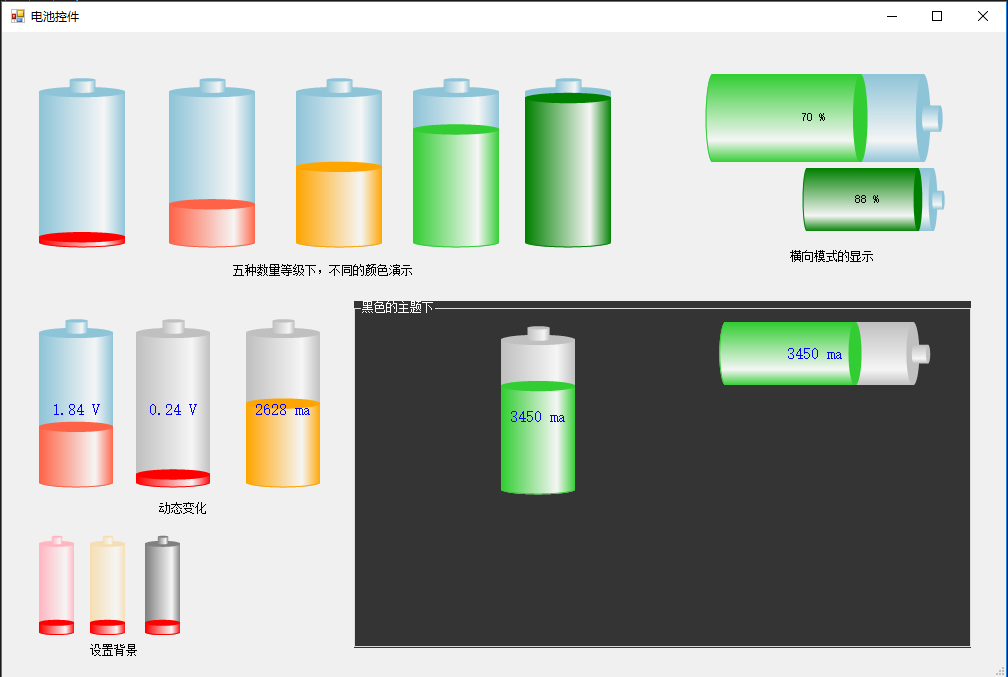 电池控件
70 %
88 %
五种数量等级下，不同的颜色演示
横向模式的显示
黑色的主题下
1.84 V
0.24 V
2628 ma
3450 ma
3450 ma
动态变化
设置背景